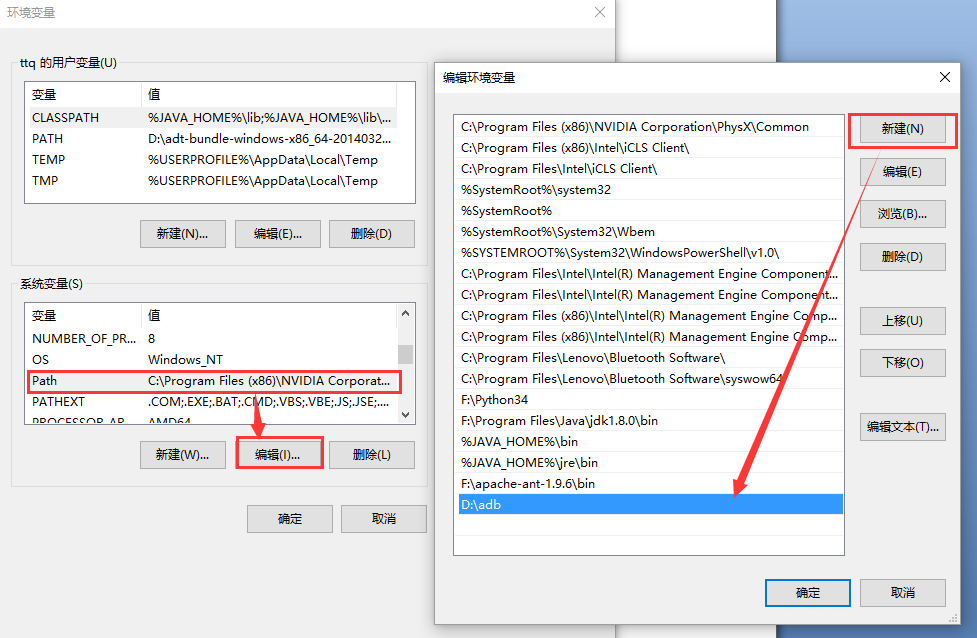 环境变量
ttq 的用户变量(U)
变量 值
CLASSPATH %JAVA_HOME%\lib;%JAVA_HOME%\lib\...
PATH D:\adt-bundle-windows-x86_64-2014032...
TEMP %USERPROFILE%\AppData\Local\Temp
TMP %USERPROFILE%\AppData\Local\Temp
新建(N)... 编辑(E)... 删除(D)
系统变量(S)
变量 值
NUMBER_OF_PR... 8
OS Windows_NT
Path C:\Program Files (x86)\NVIDIA Corporat...
PATHEXT .COM;.EXE;.BAT;.CMD;.VBS;.VBE;.JS;.JSE;...
PROCESSOR_AR... AMD64
新建(W)... 编辑(I)... 删除(L)
确定 取消
编辑环境变量
C:\Program Files (x86)\NVIDIA Corporation\PhysX\Common
C:\Program Files (x86)\Intel\iCLS Client\
C:\Program Files\Intel\iCLS Client\
%SystemRoot%\system32
%SystemRoot%
%SystemRoot%\System32\Wbem
%SYSTEMROOT%\System32\WindowsPowerShell\v1.0\
C:\Program Files\Intel\Intel(R) Management Engine Component...
C:\Program Files\Intel\Intel(R) Management Engine Component...
C:\Program Files (x86)\Intel\Intel(R) Management Engine Comp...
C:\Program Files (x86)\Intel\Intel(R) Management Engine Comp...
C:\Program Files\Lenovo\Bluetooth Software\
C:\Program Files\Lenovo\Bluetooth Software\syswow64
F:\Python34
F:\Program Files\Java\jdk1.8.0\bin
%JAVA_HOME%\bin
%JAVA_HOME%\jre\bin
F:\apache-ant-1.9.6\bin
D:\adb
新建(N)
编辑(E)
浏览(B)...
删除(D)
上移(U)
下移(O)
编辑文本(T)...
确定 取消